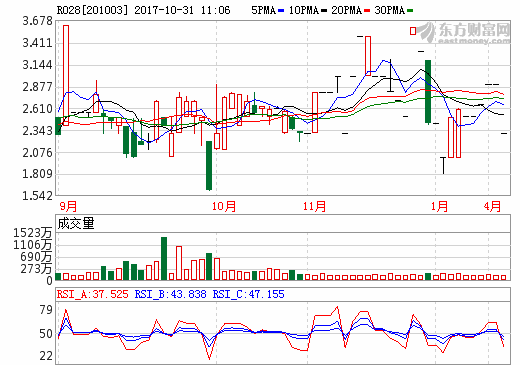 R028[201003] 2017-10-31 11:06 5PMA 10PMA 20PMA 30PMA
3.678
3.411
3.144
2.877
2.610
2.343
2.076
1.809
1.542
东方财富网
eastmoney.com
9月 10月 11月 1月 4月
成交量
1523万
1106万
690万
273万
0
RSI_A:37.525 RSI_B:43.838 RSI_C:47.155
79
50
22